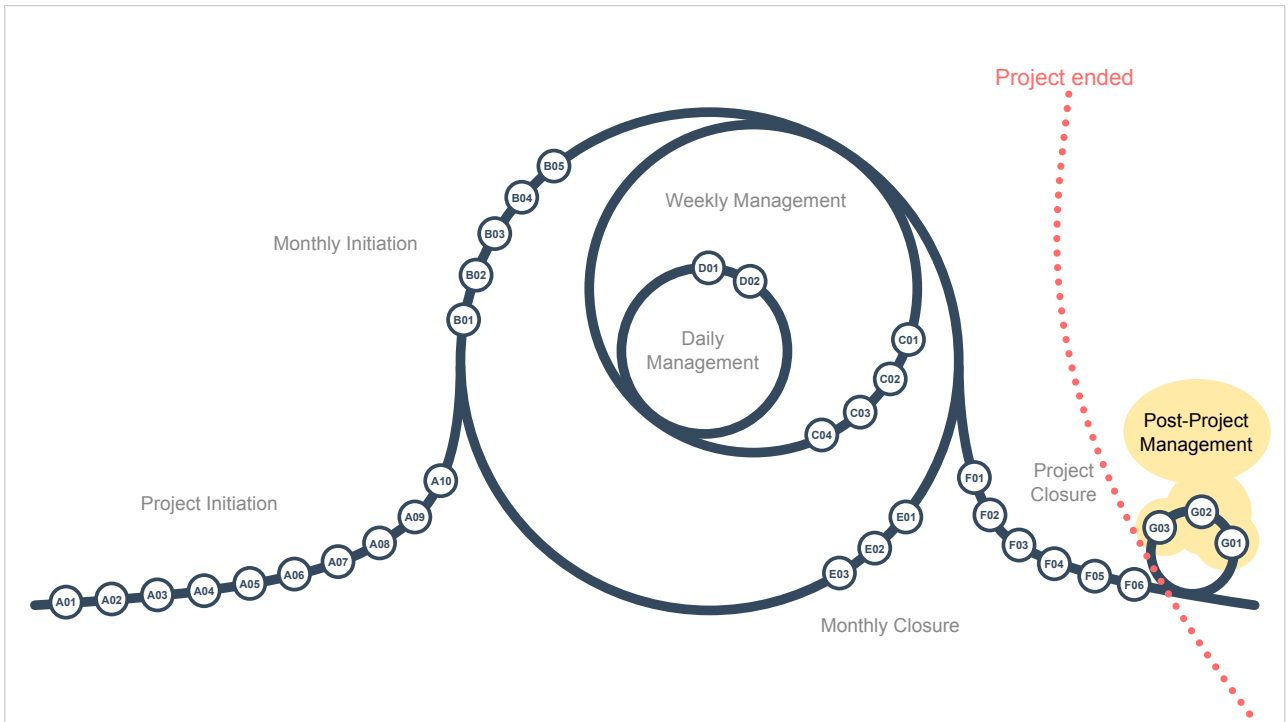 Project ended
B05
B04
Weekly Management
B03
Monthly Initiation
D01
B02
D02
B01
C01
Daily
Management
C02
C03
Post-Project
Management
C04
Project
Closure
A10
F01
Project Initiation
G02
F02
E01
A09
G03
G01
F03
A08
E02
A07
F04
E03
A06
F05
A05
F06
A04
A03
A02
A01
Monthly Closure